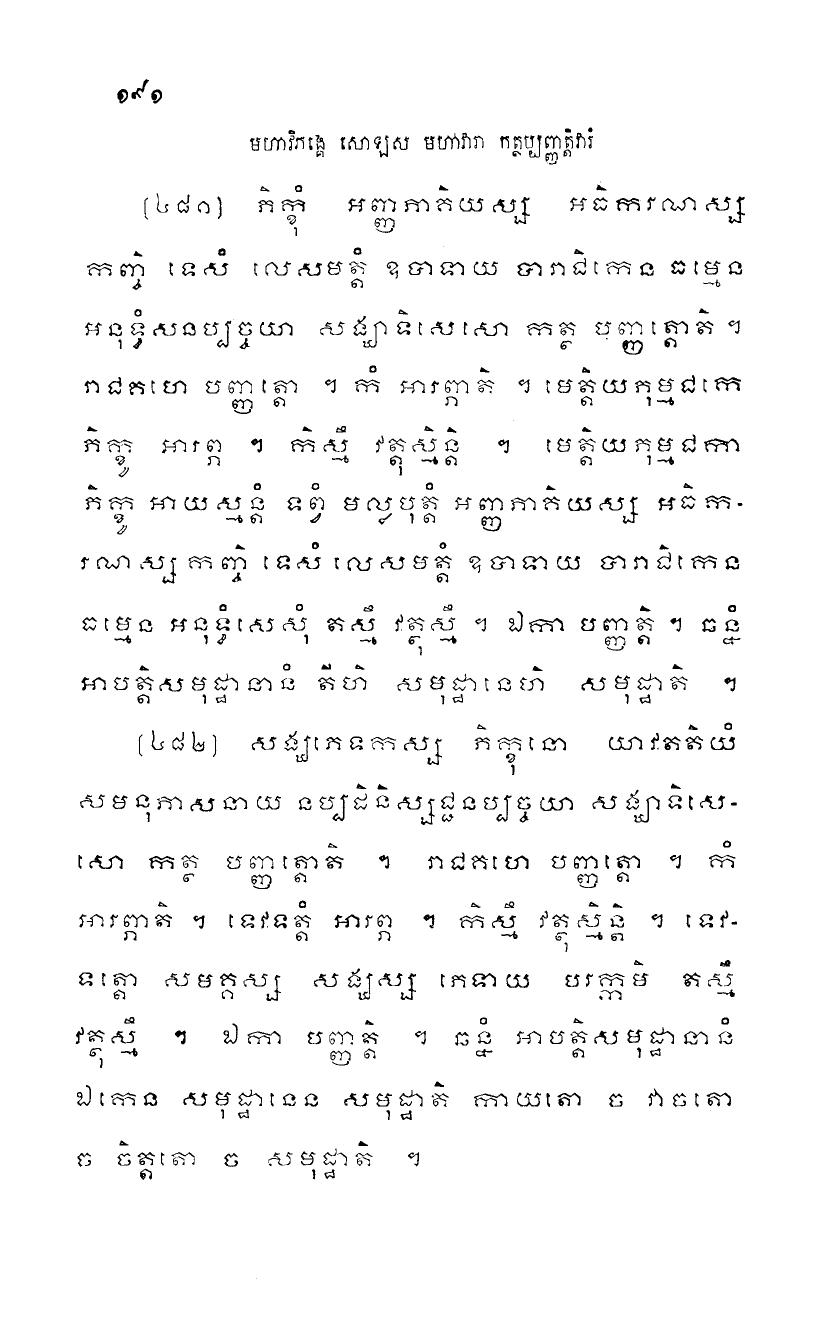 ១៩១
មហាវិភង្គេ សោឡស មហាវារា កត្ថប្បញ្ញត្តិវារំ
(៤៨១) ភិក្ខុំ អញ្ញភាគិយស្ស អធិករណស្ស
កញ្ចិ ទេសំ លេសមត្តំ ឧបាទាយ បារាជិកេន ធម្មេន
អនុទ្ធំសនប្បច្ចយា សង្ឃាទិសេសោ កត្ថ បញ្ញត្តោតិ ។
រាជគហេ បញ្ញត្តោ ។ កំ អារព្ភាតិ ។ មេត្តិយកុម្មជកេ
ភិក្ខូ អារព្ភ ។ កិស្មឹ វត្ថុស្មិន្តិ ។ មេត្តិយកុម្មជកា
ភិក្ខូ អាយស្មន្តំ ទព្វំ មល្លបុត្តំ អញ្ញភាគិយស្ស អធិក-
រណស្ស កញ្ចិ ទេសំ លេសមត្តំ ឧបាទាយ បារាជិកេន
ធម្មេន អនុទ្ធំសេសុំ តស្មឹ វត្ថុស្មឹ ។ ឯកា បញ្ញត្តិ ។ ឆន្នំ
អាបត្តិសមុដ្ឋានានំ តីហិ សមុដ្ឋានេហិ សមុដ្ឋាតិ ។
(៤៨២) សង្ឃភេទកស្ស ភិក្ខុនោ យាវតតិយំ
សមនុភាសនាយ នប្បដិនិស្សជ្ជនប្បច្ចយា សង្ឃាទិសេ-
សោ កត្ថ បញ្ញត្តោតិ ។ រាជគហេ បញ្ញត្តោ ។ កំ
អារព្ភាតិ ។ ទេវទត្តំ អារព្ភ ។ កិស្មឹ វត្ថុស្មិន្តិ ។ ទេវ-
ទត្តោ សមគ្គស្ស សង្ឃស្ស ភេទាយ បរក្កមិ តស្មឹ
វត្ថុស្មឹ ។ ឯកា បញ្ញត្តិ ។ ឆន្នំ អាបត្តិសមុដ្ឋានានំ
ឯកេន សមុដ្ឋានេន សមុដ្ឋាតិ កាយតោ ច វាចតោ
ច ចិត្តតោ ច សមុដ្ឋាតិ ។